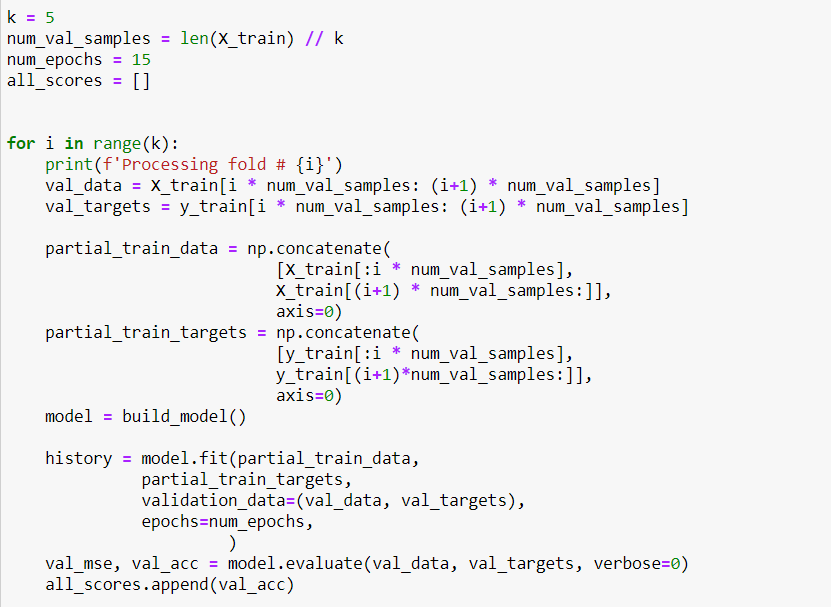 k = 5
num_val_samples = len(X_train) // k
num_epochs = 15
all_scores = []
for i in range(k):
    print(f'Processing fold # {i}')
    val_data = X_train[i * num_val_samples: (i+1) * num_val_samples]
    val_targets = y_train[i * num_val_samples: (i+1) * num_val_samples]
    partial_train_data = np.concatenate(
                            [X_train[:i * num_val_samples],
                            X_train[(i+1) * num_val_samples:]],
                            axis=0)
    partial_train_targets = np.concatenate(
                            [y_train[:i * num_val_samples],
                            y_train[(i+1)*num_val_samples:]],
                            axis=0)
    model = build_model()
    history = model.fit(partial_train_data,
              partial_train_targets,
              validation_data=(val_data, val_targets),
              epochs=num_epochs,
                       )
    val_mse, val_acc = model.evaluate(val_data, val_targets, verbose=0)
    all_scores.append(val_acc)